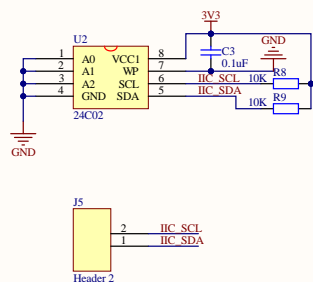 3V3
U2
GND
1 A0 VCC1 8
2 A1 WP 7
3 A2 SCL 6
4 GND SDA 5
C3
0.1uF
IIC_SCL 10K R8
IIC_SDA 10K R9
24C02
GND
J5
2 IIC_SCL
1 IIC_SDA
Header 2